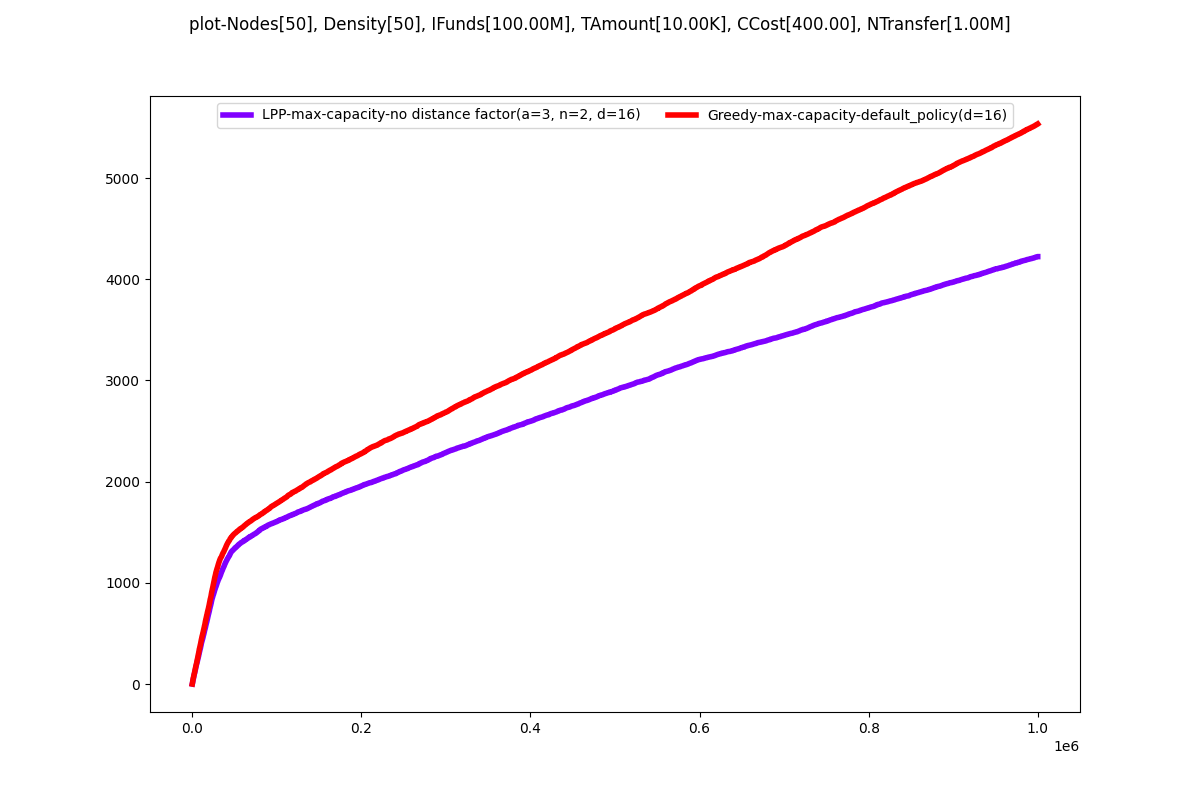 plot-Nodes[50], Density[50], IFunds[100.00M], TAmount[10.00K], CCost[400.00], NTransfer[1.00M]
LPP-max-capacity-no distance factor(a=3, n=2, d=16) Greedy-max-capacity-default_policy(d=16)
5000
4000
3000
2000
1000
0
0.0 0.2 0.4 0.6 0.8 1.0
1e6